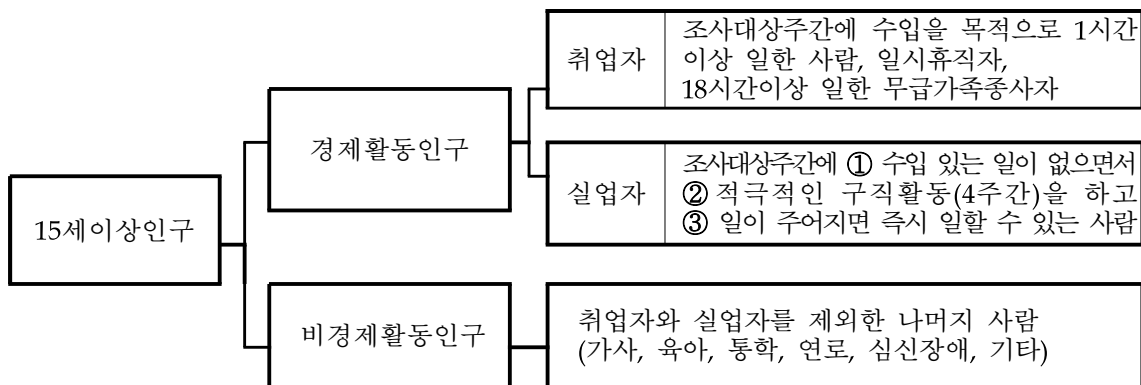 취업자
조사대상주간에 수입을 목적으로 1시간
이상 일한 사람, 일시휴직자,
18시간이상 일한 무급가족종사자
경제활동인구
실업자
조사대상주간에 ① 수입 있는 일이 없으면서
② 적극적인 구직활동(4주간)을 하고
③ 일이 주어지면 즉시 일할 수 있는 사람
15세이상인구
비경제활동인구
취업자와 실업자를 제외한 나머지 사람
(가사, 육아, 통학, 연로, 심신장애, 기타)